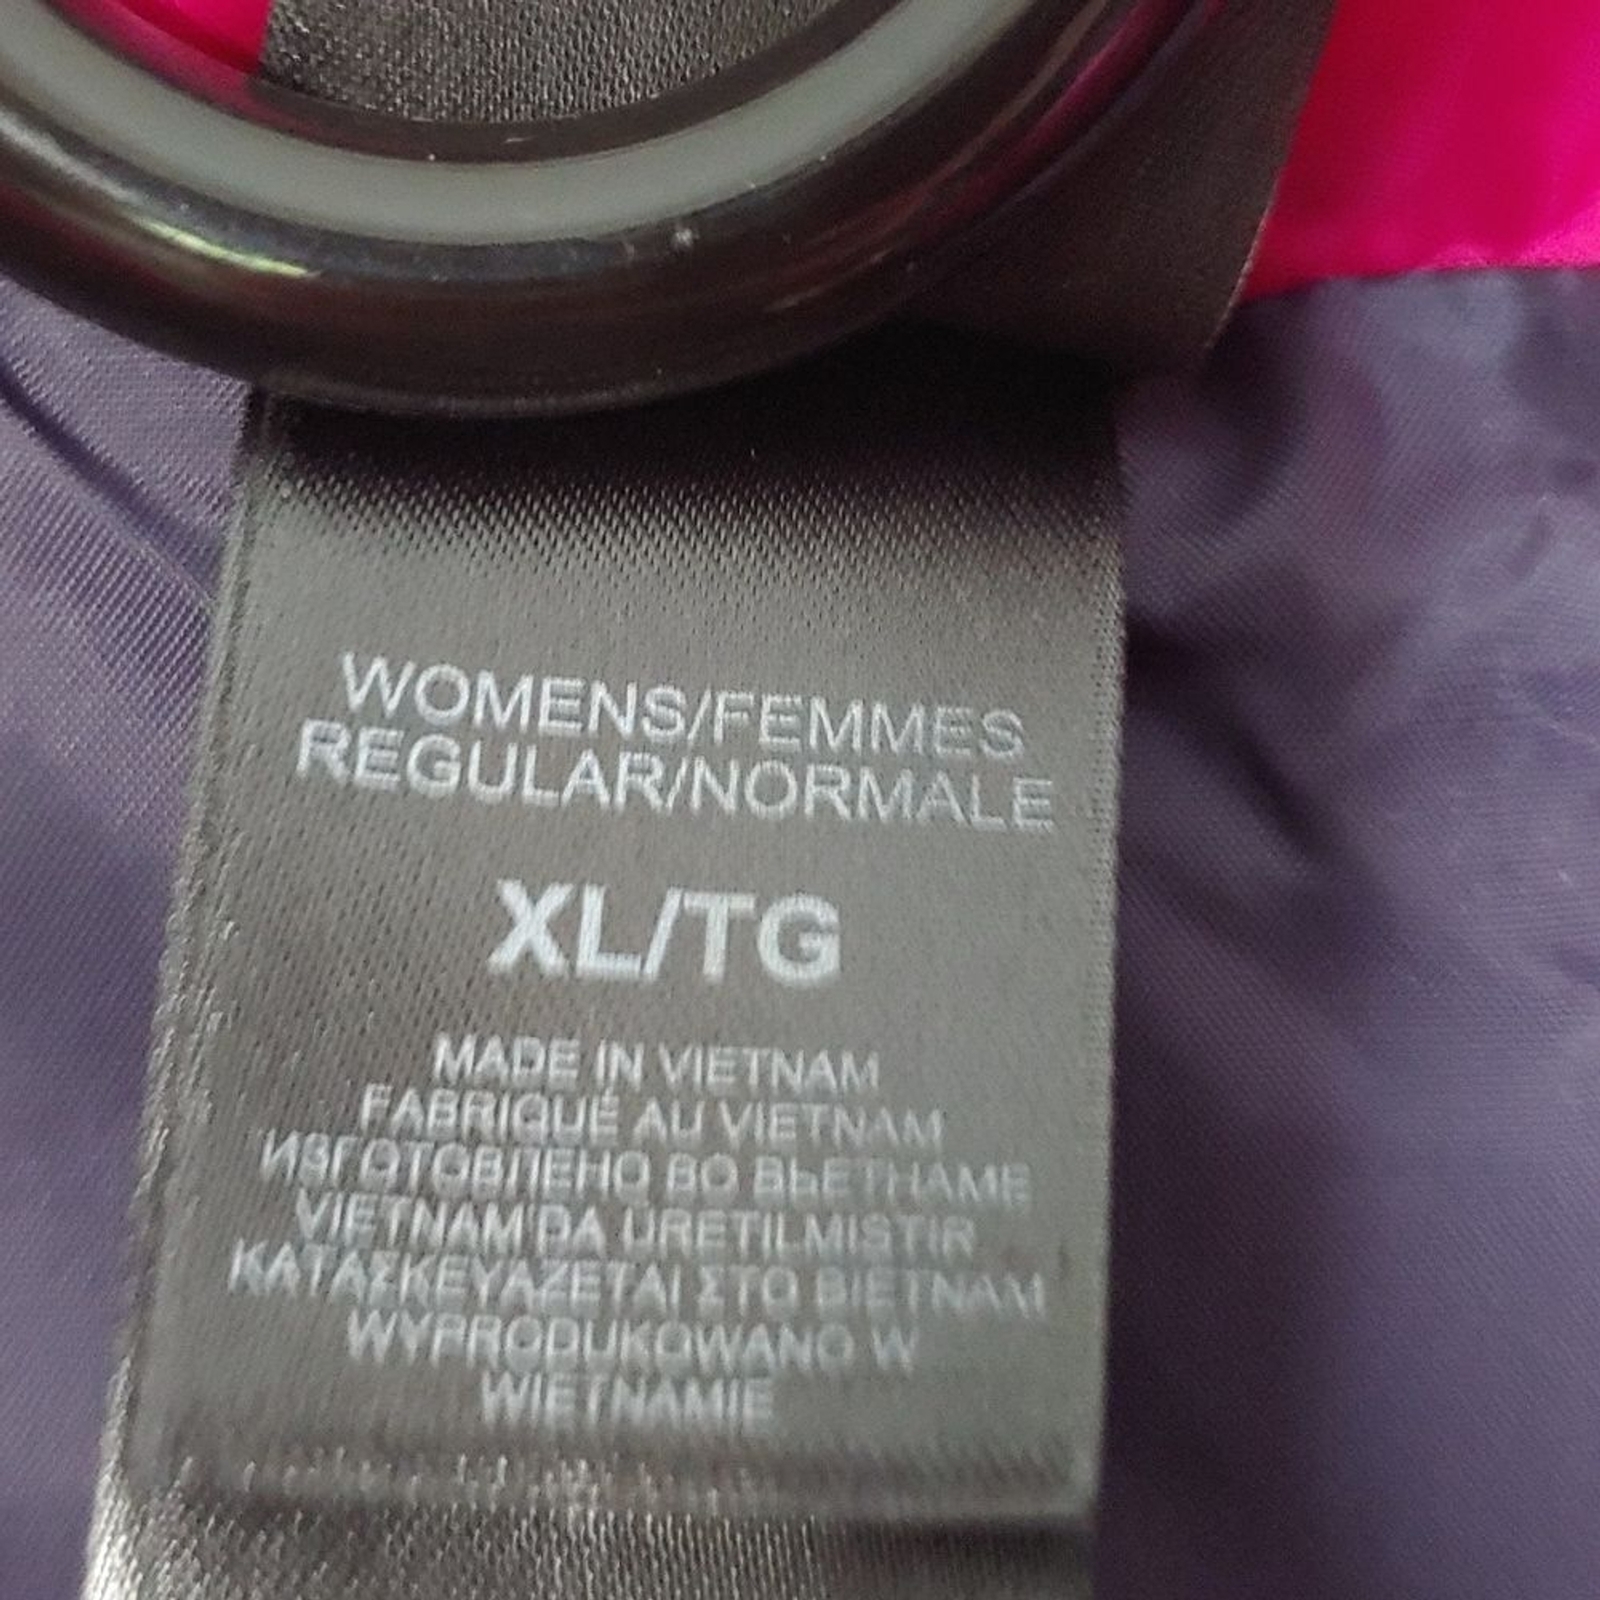 WOMENS/FEMMES
REGULAR/NORMALE
XL/TG
MADE IN VIETNAM
FABRIQUÉ AU VIETNAM
ИЗГОТОВЛЕНО ВО ВЬЕТНАМЕ
VIETNAM'DA URETILMISTIR
ΚΑΤΑΣΚΕΥΑΖΕΤΑΙ ΣΤΟ ΒΙΕΤΝΑΜ
WYPRODUKOWANO W
WIETNAMIE